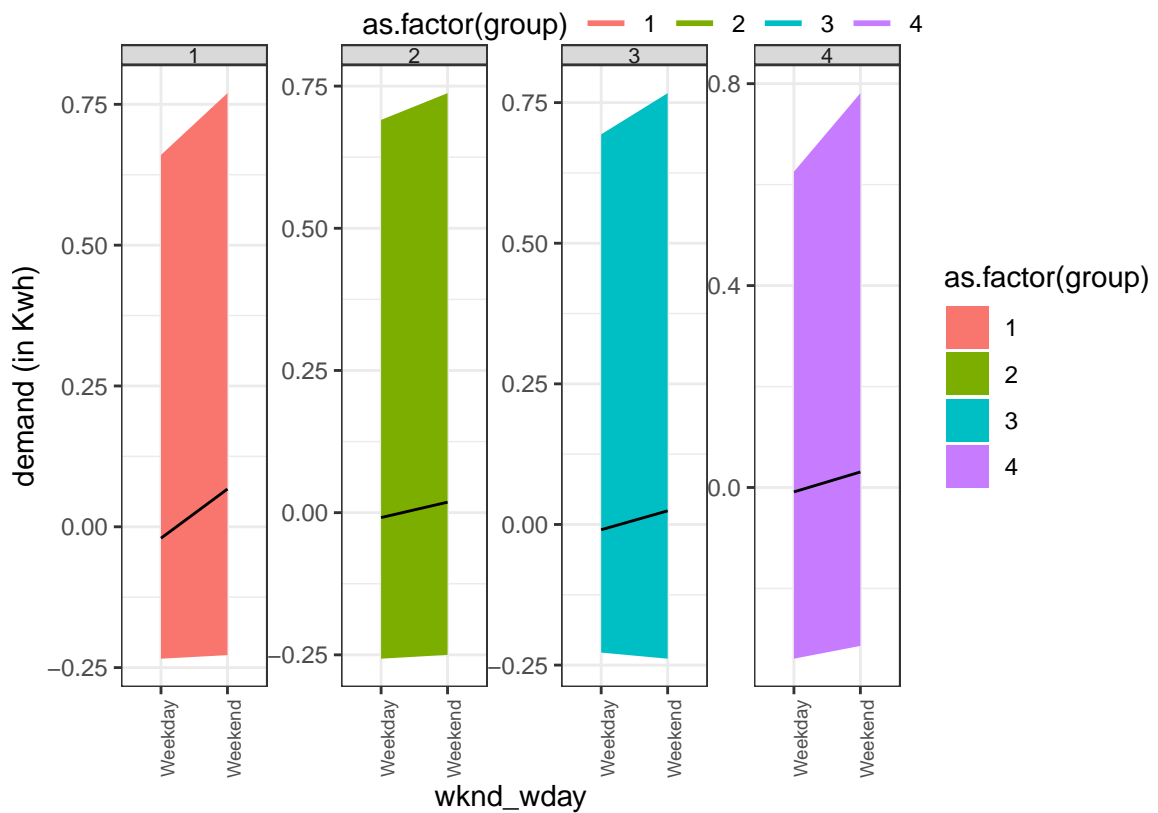 as.factor(group) 1 2 3 4
1 2 3 4
demand (in Kwh)
0.75
0.50
0.25
0.00
−0.25
0.75
0.50
0.25
0.00
−0.25
0.75
0.50
0.25
0.00
−0.25
0.8
0.4
0.0
Weekday
Weekend
Weekday
Weekend
Weekday
Weekend
Weekday
Weekend
wknd_wday
as.factor(group)
1
2
3
4